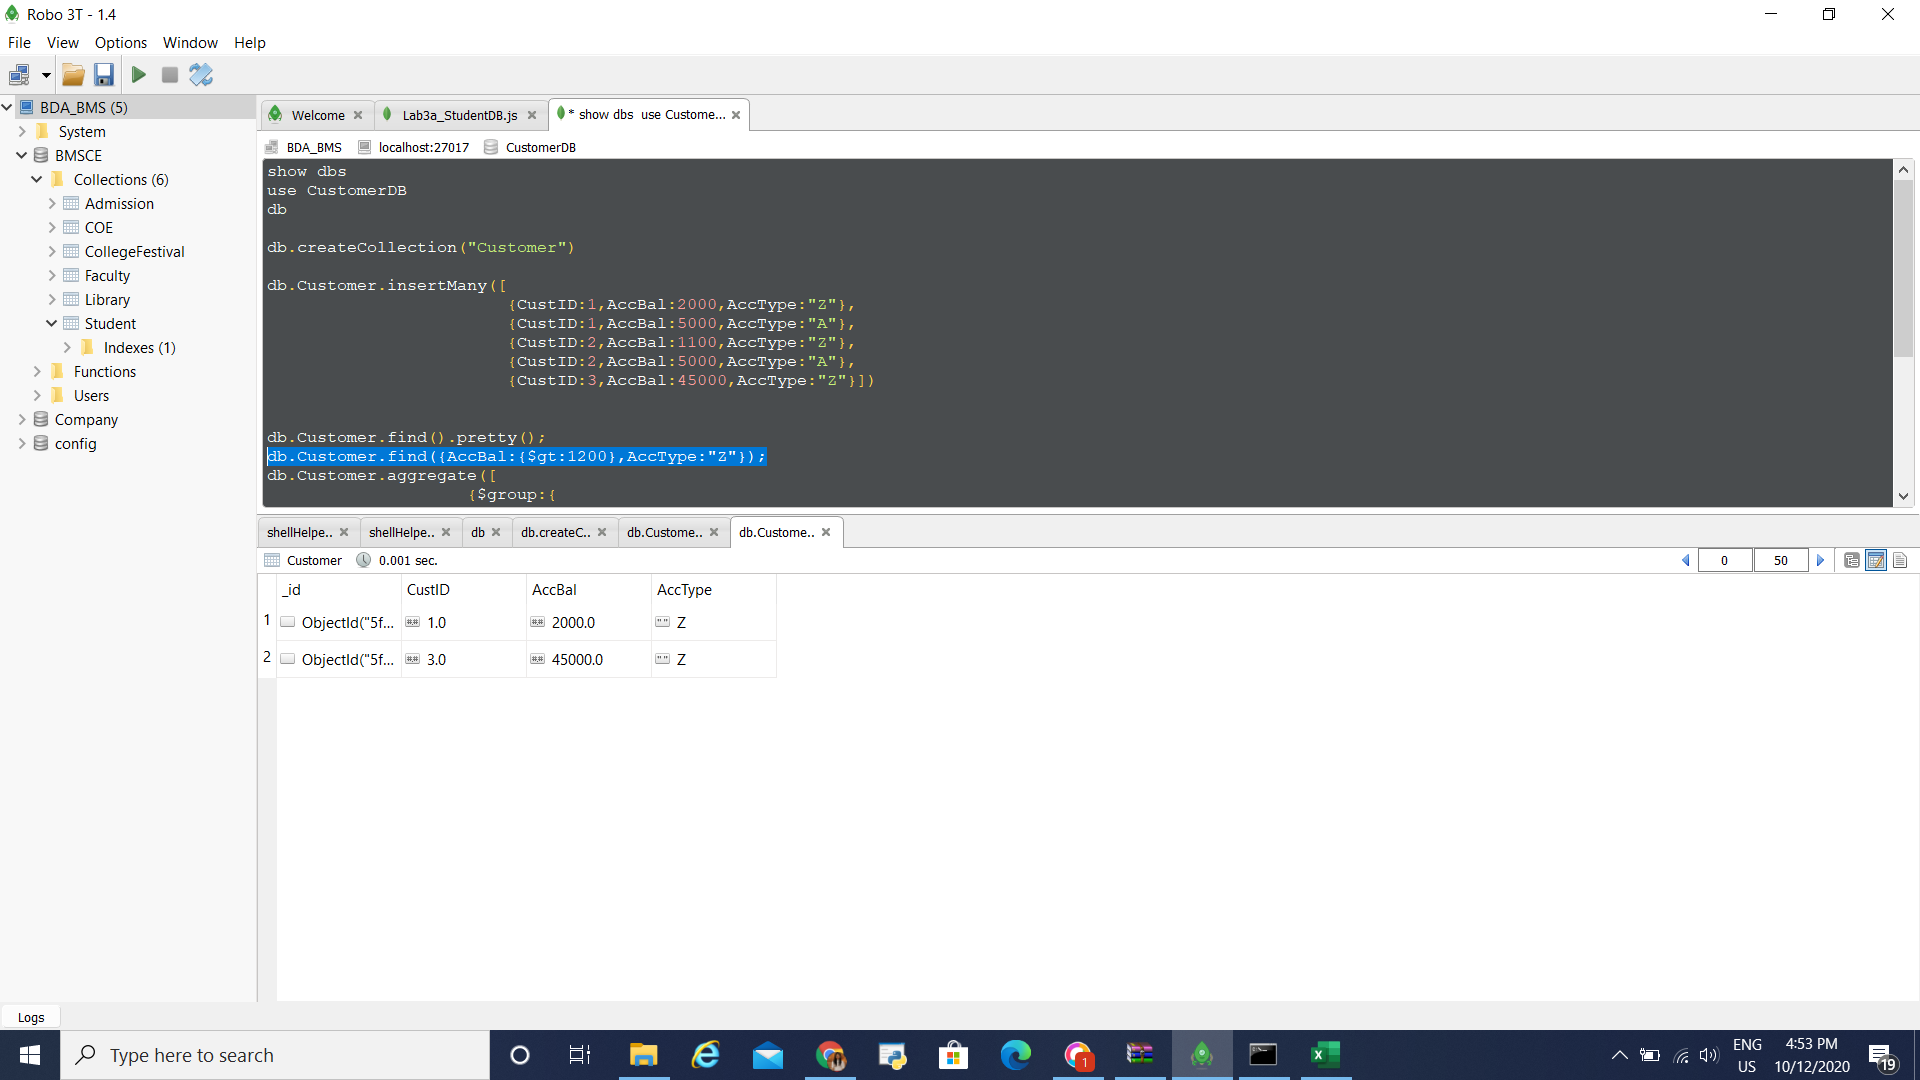 Robo 3T - 1.4
File View Options Window Help
BDA_BMS (5)
System
BMSCE
Collections (6)
Admission
COE
CollegeFestival
Faculty
Library
Student
Indexes (1)
Functions
Users
Company
config
Welcome
Lab3a_StudentDB.js
* show dbs use Custome...
BDA_BMS localhost:27017 CustomerDB
show dbs
use CustomerDB
db
db.createCollection("Customer")
db.Customer.insertMany([
{CustID:1,AccBal:2000,AccType:"Z"},
{CustID:1,AccBal:5000,AccType:"A"},
{CustID:2,AccBal:1100,AccType:"Z"},
{CustID:2,AccBal:5000,AccType:"A"},
{CustID:3,AccBal:45000,AccType:"Z"}])
db.Customer.find().pretty();
db.Customer.find({AccBal:{$gt:1200},AccType:"Z"});
db.Customer.aggregate([
{$group:{
shellHelpe.. shellHelpe.. db db.createC.. db.Custome.. db.Custome..
Customer 0.001 sec. 0 50
_id CustID AccBal AccType
1 ObjectId("5f... 1.0 2000.0 Z
2 ObjectId("5f... 3.0 45000.0 Z
Logs
Type here to search
1
ENG
US
4:53 PM
10/12/2020
19